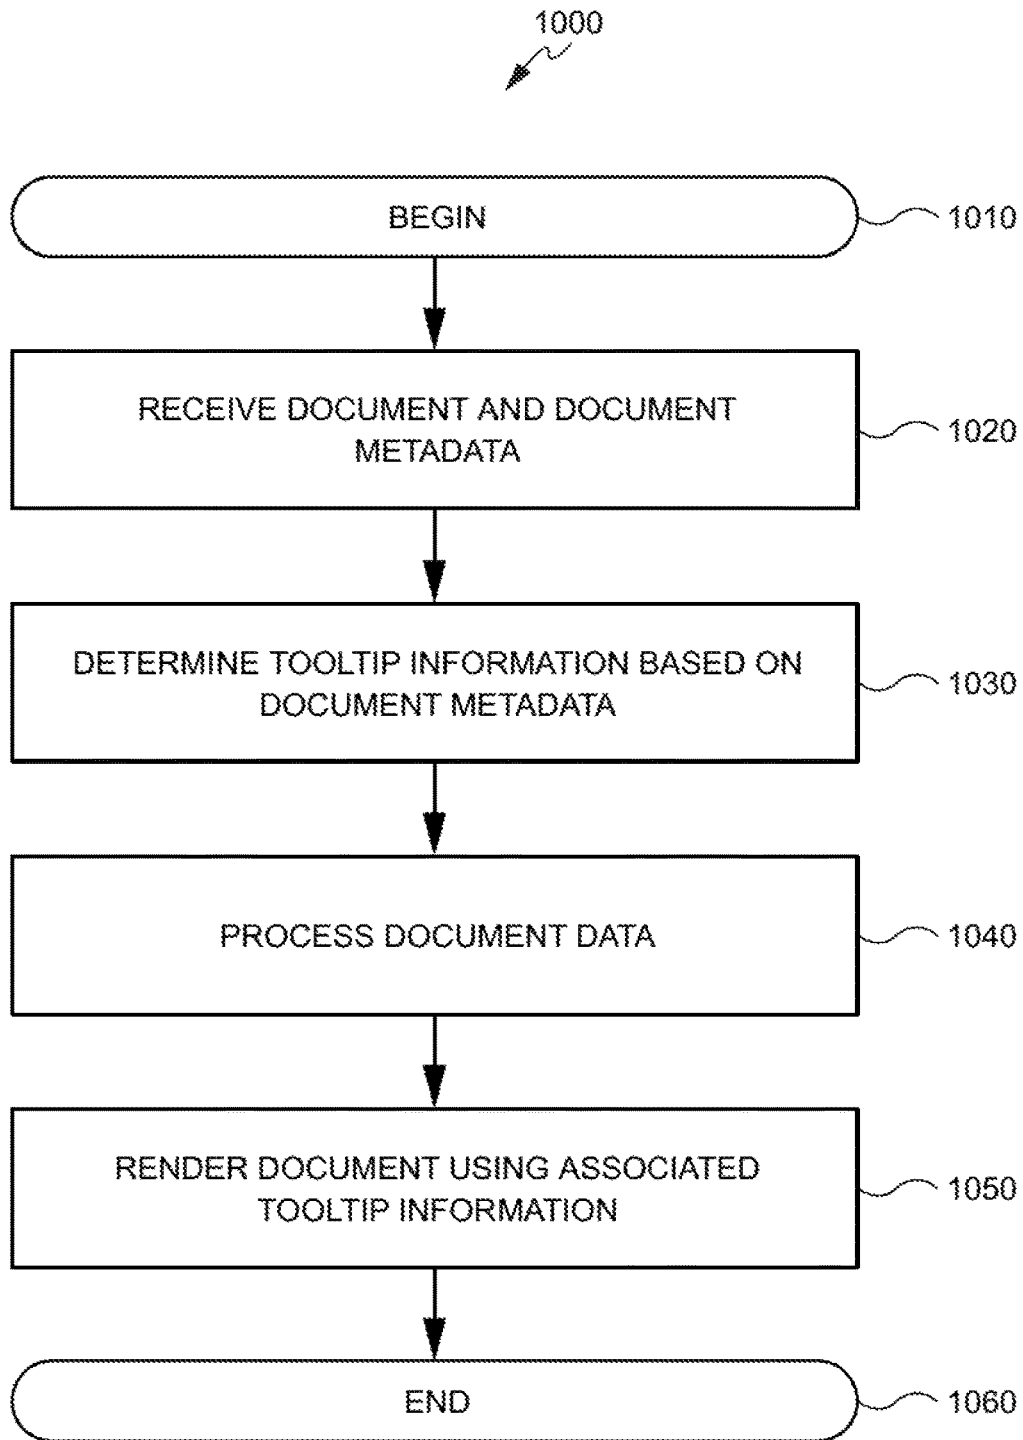 1000
BEGIN
1010
RECEIVE DOCUMENT AND DOCUMENT
METADATA
1020
DETERMINE TOOLTIP INFORMATION BASED ON
DOCUMENT METADATA
1030
PROCESS DOCUMENT DATA
1040
RENDER DOCUMENT USING ASSOCIATED
TOOLTIP INFORMATION
1050
END
1060